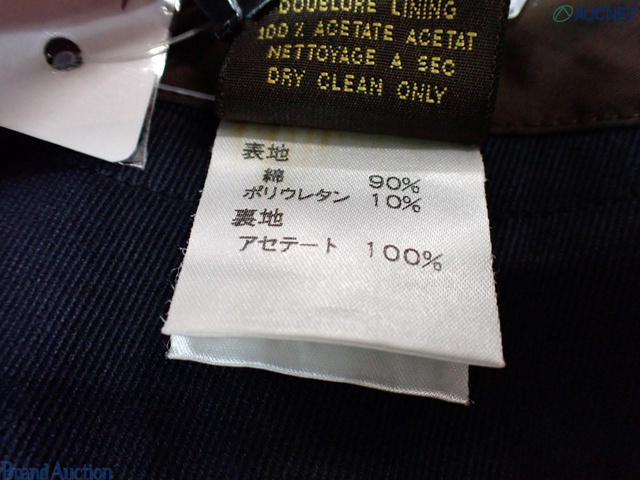 DOUBLURE LINING
100% ACETATE ACETAT
NETTOYAGE A SEC
DRY CLEAN ONLY
表地
綿 90%
ポリウレタン 10%
裏地
アセテート 100%
AUCNET
Brand Auction